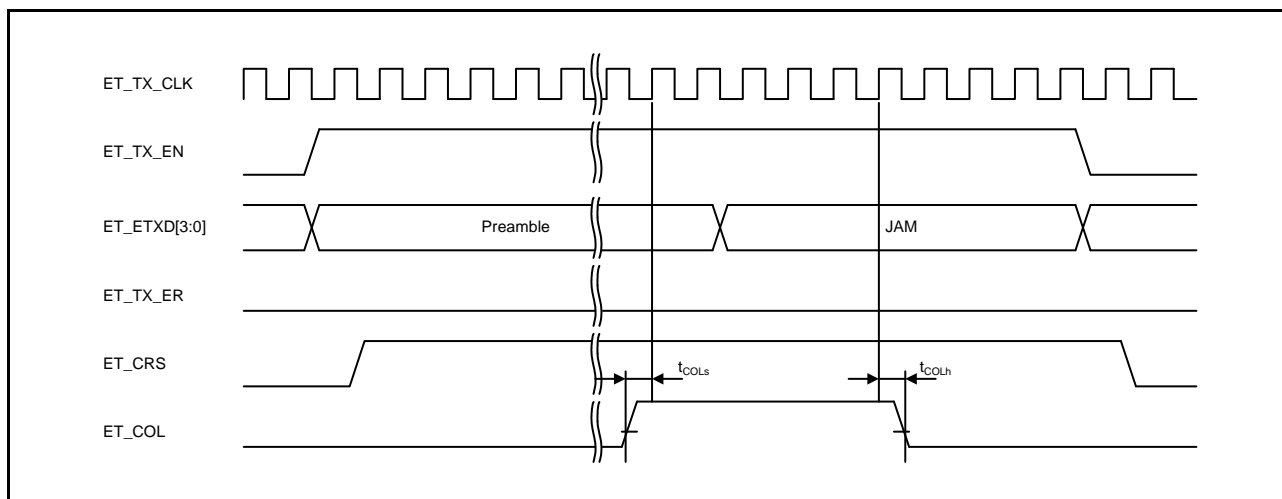 ET_TX_CLK
ET_TX_EN
ET_ETXD[3:0]
Preamble
JAM
ET_TX_ER
ET_CRS
tCOLs
tCOLh
ET_COL